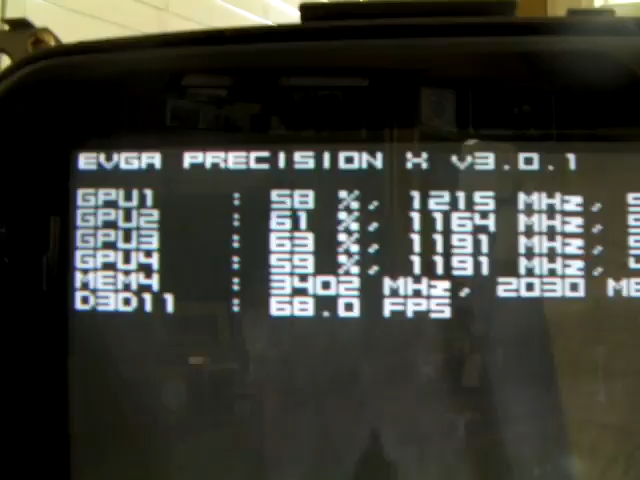 EVGA PRECISION X v3.0.1
GPU1 : 58 %, 1215 MHz,
GPU2 : 61 %, 1164 MHz,
GPU3 : 63 %, 1191 MHz,
GPU4 : 59 %, 1191 MHz,
MEM4 : 3402 MHz, 2030
D3D11 : 68.0 FPS